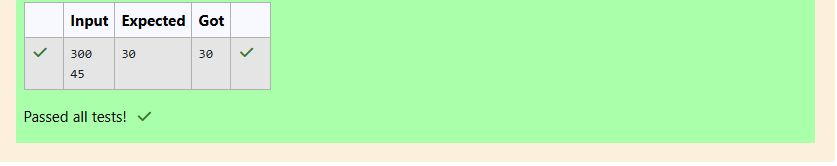 Input Expected Got
300 30 30
45
Passed all tests!